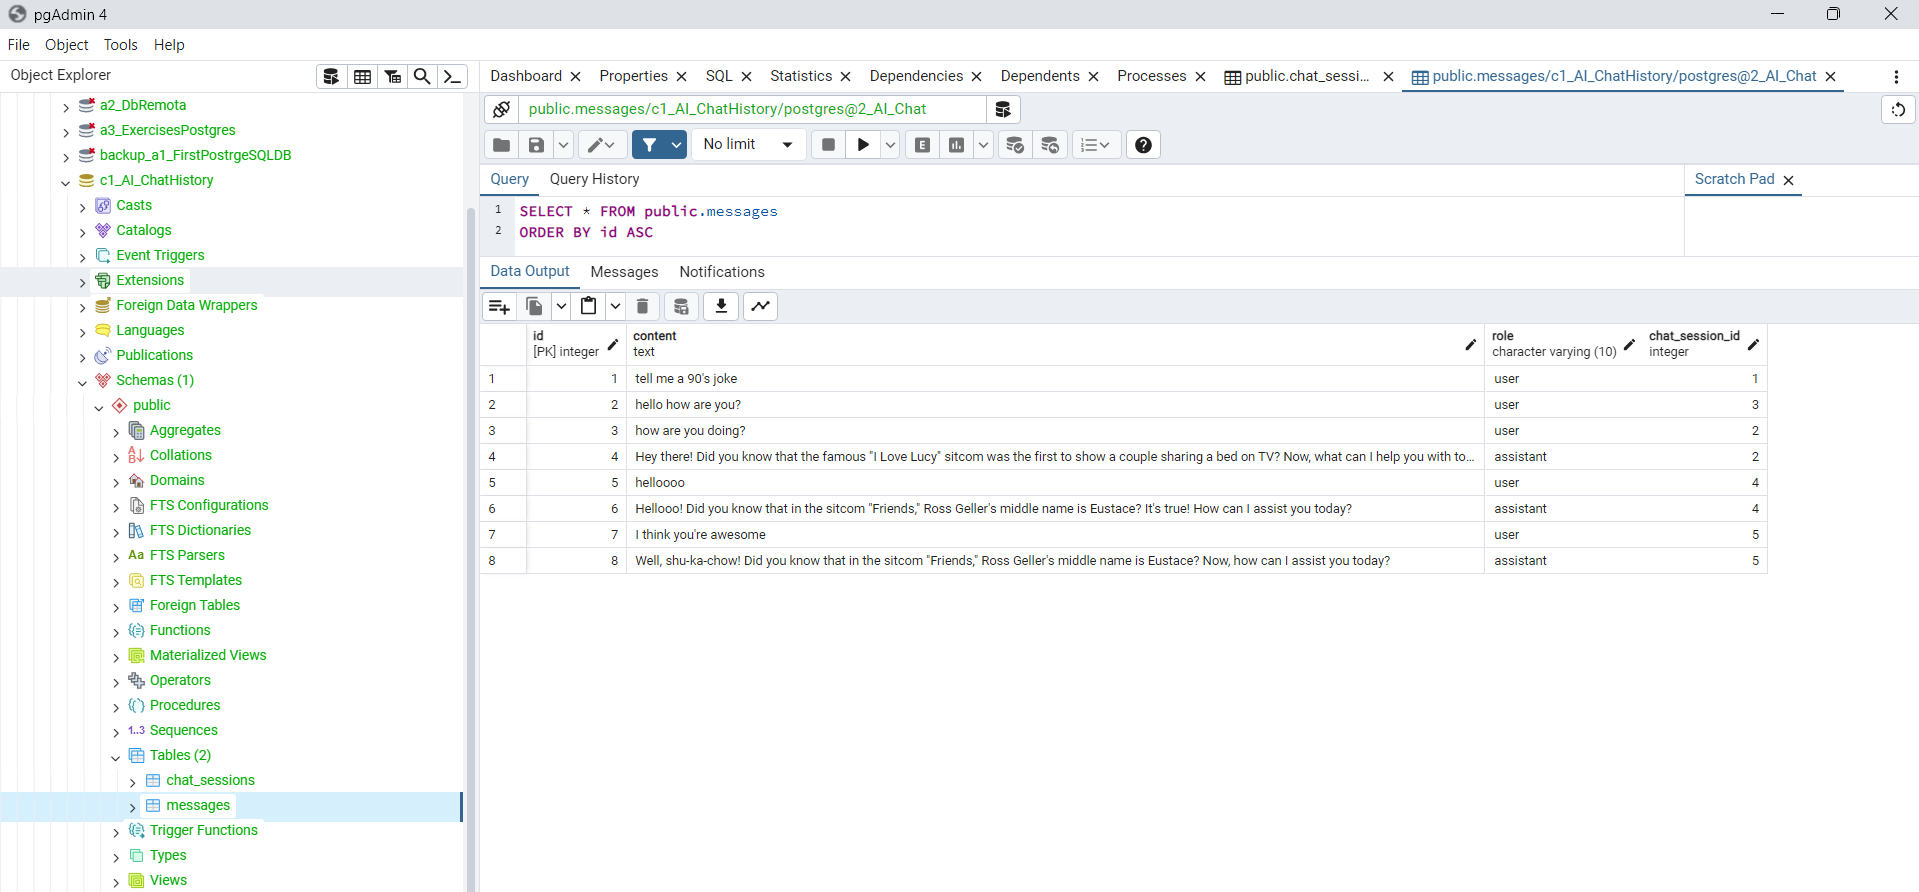 pgAdmin 4
File Object Tools Help
Object Explorer
Dashboard Properties SQL Statistics Dependencies Dependents Processes public.chat_sessi... public.messages/c1_AI_ChatHistory/postgres@2_AI_Chat
a2_DbRemota
a3_ExercisesPostgres
backup_a1_FirstPostrgeSQLDB
c1_AI_ChatHistory
Casts
Catalogs
Event Triggers
Extensions
Foreign Data Wrappers
Languages
Publications
Schemas (1)
public
Aggregates
Collations
Domains
FTS Configurations
FTS Dictionaries
Aa FTS Parsers
FTS Templates
Foreign Tables
Functions
Materialized Views
Operators
Procedures
1..3 Sequences
Tables (2)
chat_sessions
messages
Trigger Functions
Types
Views
public.messages/c1_AI_ChatHistory/postgres@2_AI_Chat
No limit E
Query Query History Scratch Pad
1 SELECT * FROM public.messages
2 ORDER BY id ASC
Data Output Messages Notifications
id content role chat_session_id
[PK] integer text character varying (10) integer
1 1 tell me a 90's joke user 1
2 2 hello how are you? user 3
3 3 how are you doing? user 2
4 4 Hey there! Did you know that the famous "I Love Lucy" sitcom was the first to show a couple sharing a bed on TV? Now, what can I help you with to... assistant 2
5 5 helloooo user 4
6 6 Hellooo! Did you know that in the sitcom "Friends," Ross Geller's middle name is Eustace? It's true! How can I assist you today? assistant 4
7 7 I think you're awesome user 5
8 8 Well, shu-ka-chow! Did you know that in the sitcom "Friends," Ross Geller's middle name is Eustace? Now, how can I assist you today? assistant 5